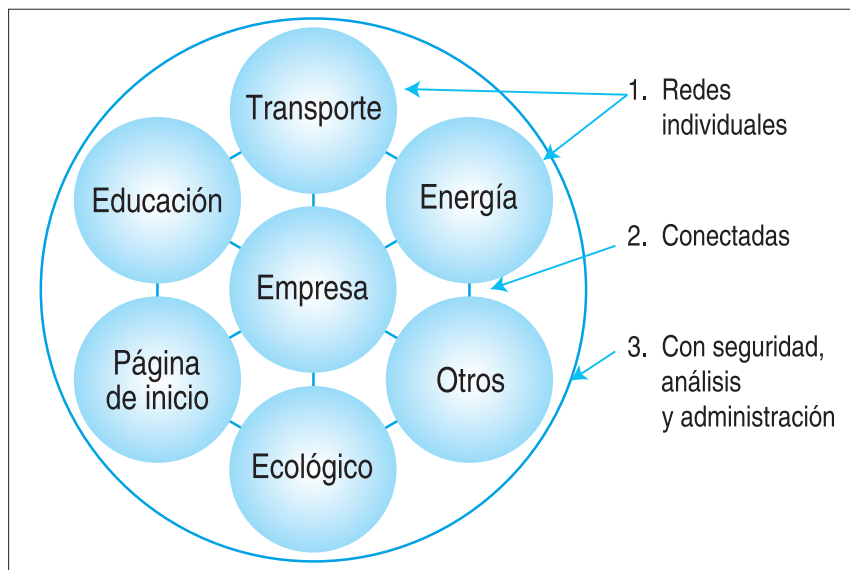 Transporte
Educación
Energía
Empresa
Página
de inicio
Otros
Ecológico
1. Redes
individuales
2. Conectadas
3. Con seguridad,
análisis
y administración